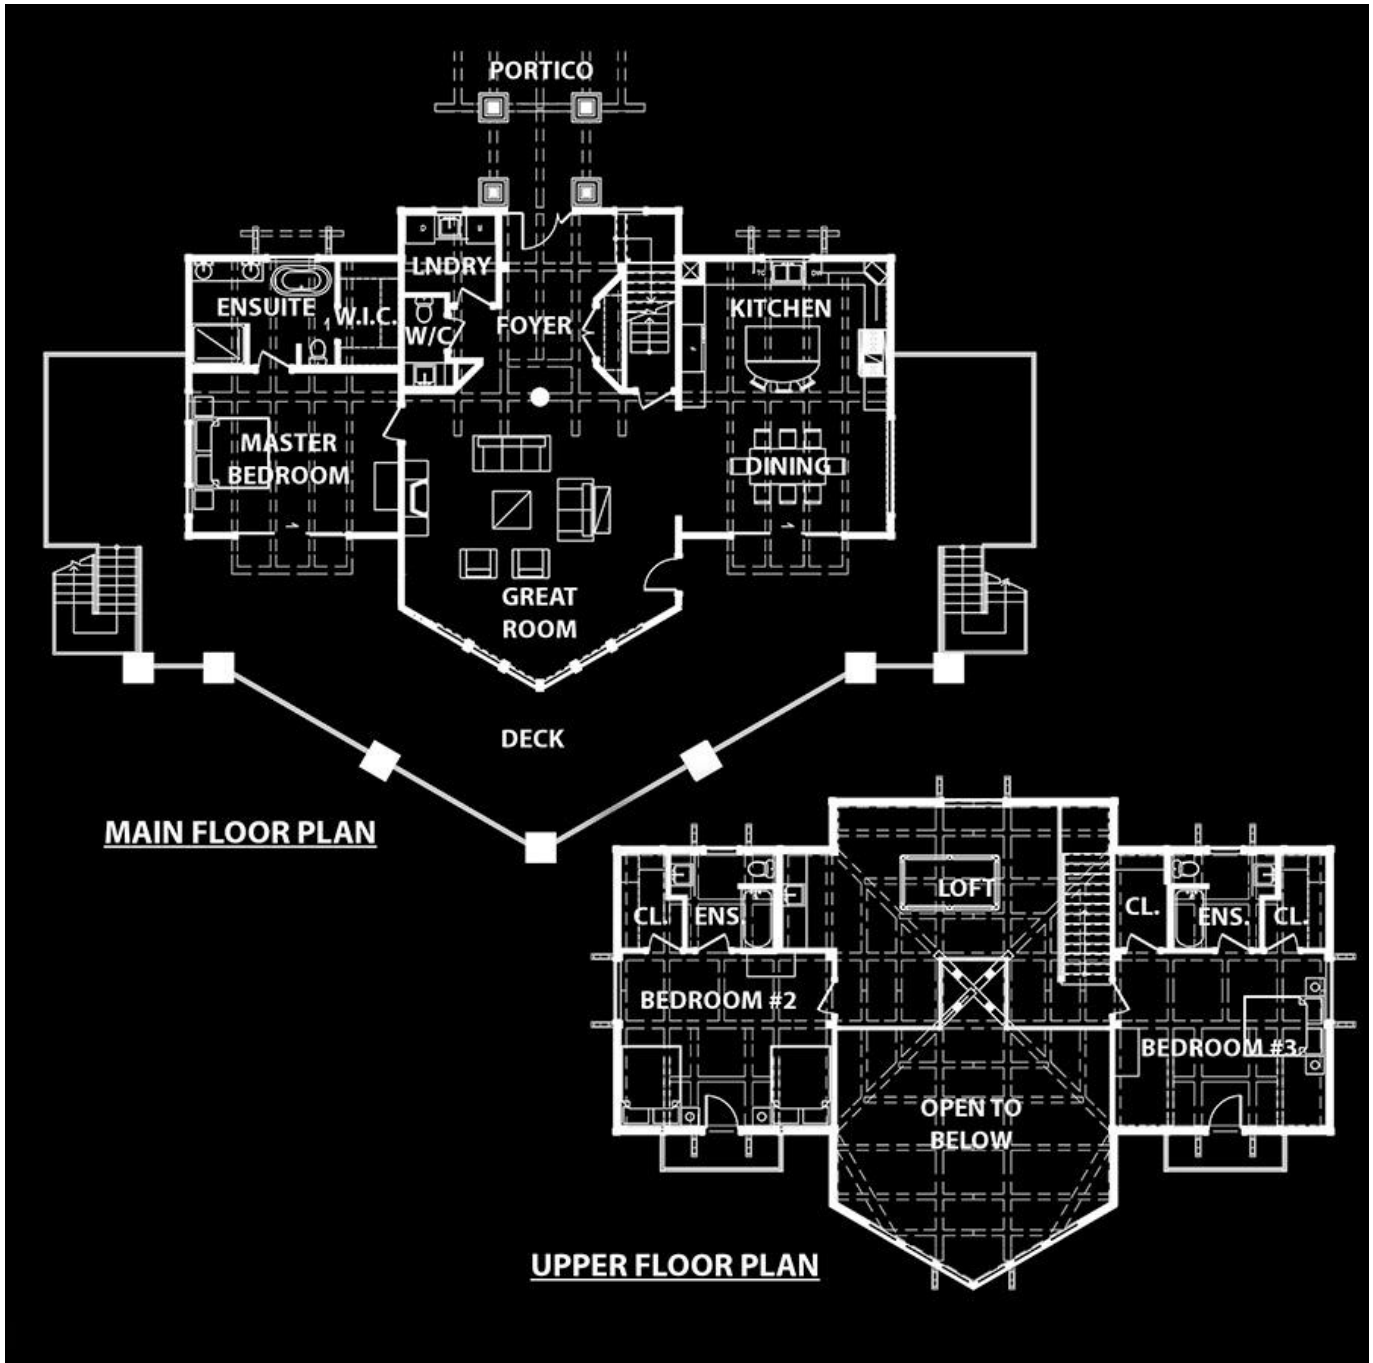 PORTICO
LNDRY
ENSUITE
W.I.C.
W/C
FOYER
KITCHEN
MASTER
BEDROOM
DINING
GREAT
ROOM
DECK
MAIN FLOOR PLAN
LOFT
CL.
ENS.
CL.
ENS.
CL.
BEDROOM #2
BEDROOM #3
OPEN TO
BELOW
UPPER FLOOR PLAN